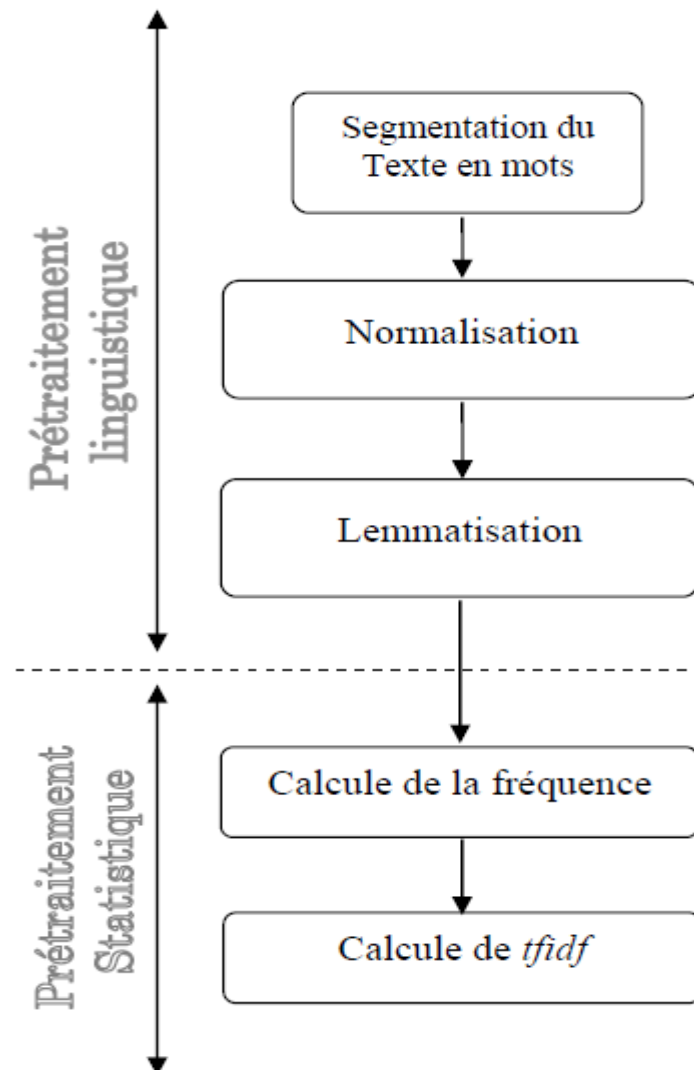 Prétraitement
linguistique
Segmentation du
Texte en mots
Normalisation
Lemmatisation
Prétraitement
Statistique
Calcule de la fréquence
Calcule de tfidf